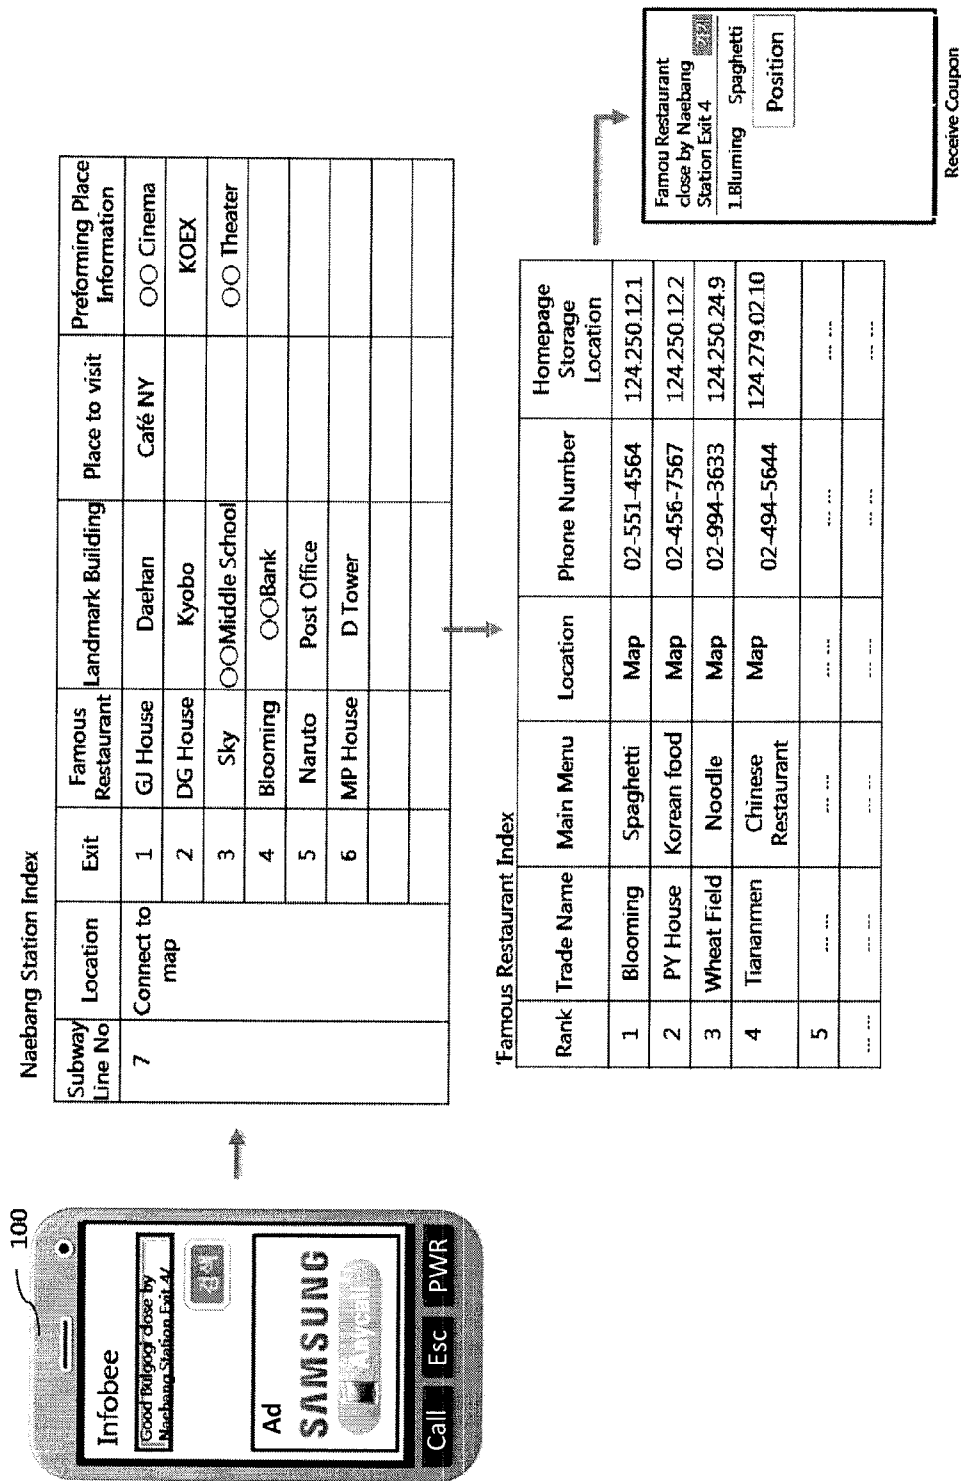 100
Infobee
Good Bulgogi close by
Naebang Station Exit 4/
검색
Ad
SAMSUNG
Anycall
Call Esc PWR
Naebang Station Index
Subway Line No Location Exit Famous Restaurant Landmark Building Place to visit Preforming Place Information
7 Connect to map 1 GJ House Daehan Café NY ○○ Cinema
2 DG House Kyobo KOEX
3 Sky ○○Middle School ○○ Theater
4 Blooming ○○Bank
5 Naruto Post Office
6 MP House D Tower
'Famous Restaurant Index
Rank Trade Name Main Menu Location Phone Number Homepage Storage Location
1 Blooming Spaghetti Map 02-551-4564 124.250.12.1
2 PY House Korean food Map 02-456-7567 124.250.12.2
3 Wheat Field Noodle Map 02-994-3633 124.250.24.9
4 Tiananmen Chinese Restaurant Map 02-494-5644 124.279.02.10
5 --- --- --- --- --- --- --- --- --- ---
--- --- --- --- --- --- --- --- --- --- --- ---
Famou Restaurant
close by Naebang
Station Exit 4
1.Bluming Spaghetti
Position
Receive Coupon